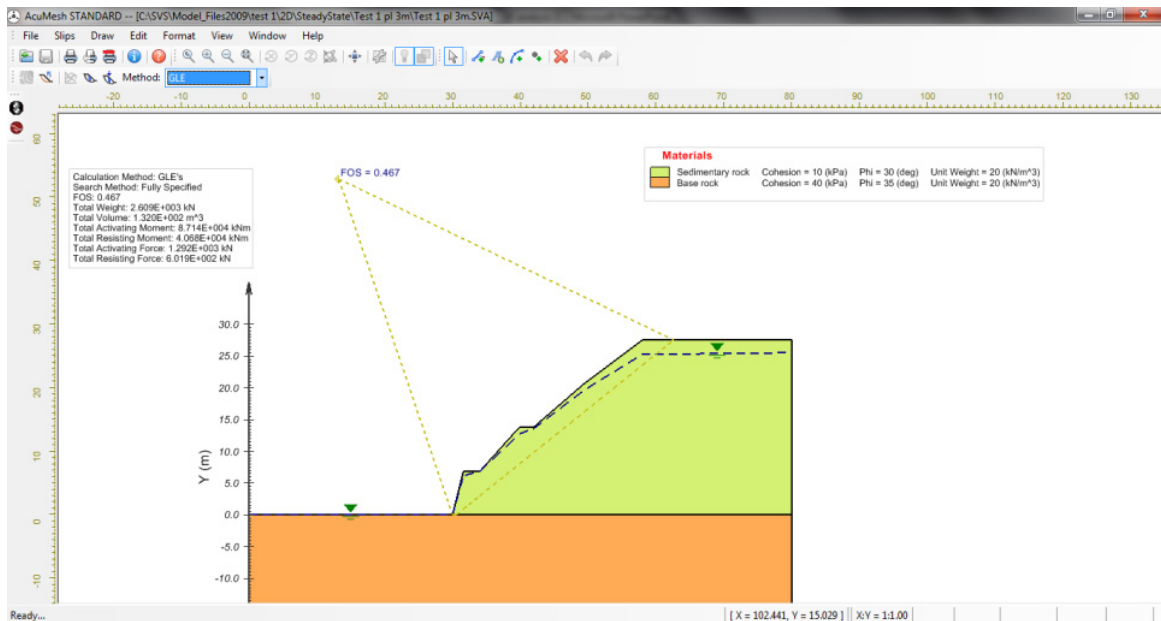 AcuMesh STANDARD -- [C:\SVS\Model_Files2009\test 1\2D\SteadyState\Test 1 pl 3m\Test 1 pl 3m.SVA]
File Slips Draw Edit Format View Window Help
Method: GLE
-20 -10 0 10 20 30 40 50 60 70 80 90 100 110 120 130
60
50
40
30
20
10
0
-10
Calculation Method: GLE's
Search Method: Fully Specified
FOS: 0.467
Total Weight: 2.609E+003 kN
Total Volume: 1.320E+002 m^3
Total Activating Moment: 8.714E+004 kNm
Total Resisting Moment: 4.068E+004 kNm
Total Activating Force: 1.292E+003 kN
Total Resisting Force: 6.019E+002 kN
FOS = 0.467
Materials
Sedimentary rock Cohesion = 10 (kPa) Phi = 30 (deg) Unit Weight = 20 (kN/m^3)
Base rock Cohesion = 40 (kPa) Phi = 35 (deg) Unit Weight = 20 (kN/m^3)
30.0
25.0
20.0
15.0
10.0
5.0
0.0
-5.0
-10.0
Y (m)
Ready...
[ X = 102.441, Y = 15.029 ] X:Y = 1:1.00